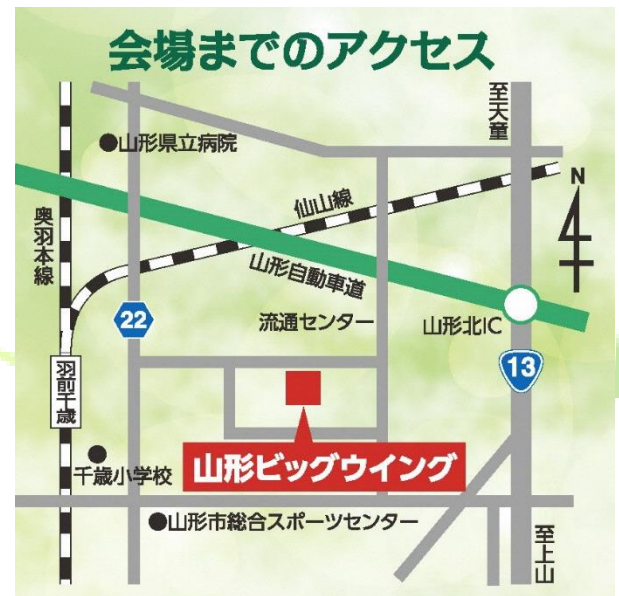 会場までのアクセス
至天童
●山形県立病院
N
仙山線
奥羽本線
山形自動車道
22
流通センター
山形北IC
13
羽前千歳
千歳小学校
山形ビッグウイング
●山形市総合スポーツセンター
至上山